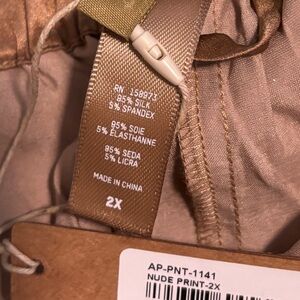 RN 158973
95% SILK
5% SPANDEX
95% SOIE
5% ELASTHANNE
95% SEDA
5% LICRA
MADE IN CHINA
2X
AP-PNT-1141
NUDE PRINT-2X